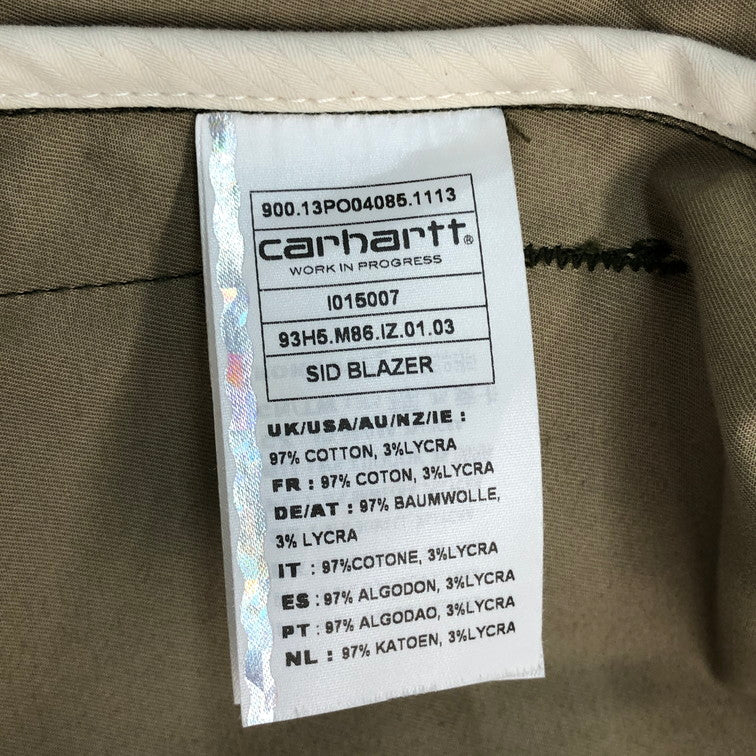 900.13PO04085.1113
carhartt®
WORK IN PROGRESS
I015007
93H5.M86.IZ.01.03
SID BLAZER
UK/USA/AU/NZ/IE :
97% COTTON, 3%LYCRA
FR : 97% COTON, 3%LYCRA
DE/AT : 97% BAUMWOLLE,
3% LYCRA
IT : 97%COTONE, 3%LYCRA
ES : 97% ALGODON, 3%LYCRA
PT : 97% ALGODAO, 3%LYCRA
NL : 97% KATOEN, 3%LYCRA